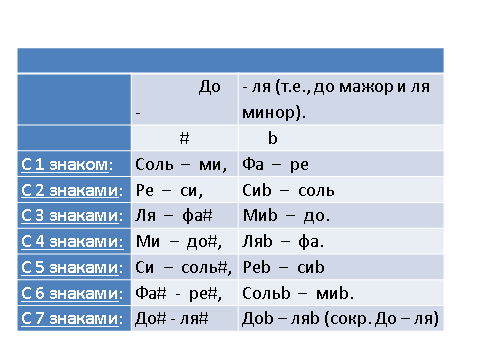 До - ля (т.е., до мажор и ля
- минор).
# b
С 1 знаком: Соль – ми, Фа – ре
С 2 знаками: Ре – си, Сиb – соль
С 3 знаками: Ля – фа# Миb – до.
С 4 знаками: Ми – до#, Ляb – фа.
С 5 знаками: Си – соль#, Реb – сиb
С 6 знаками: Фа# - ре#, Сольb – миb.
С 7 знаками: До# - ля# Доb – ляb (сокр. До – ля)